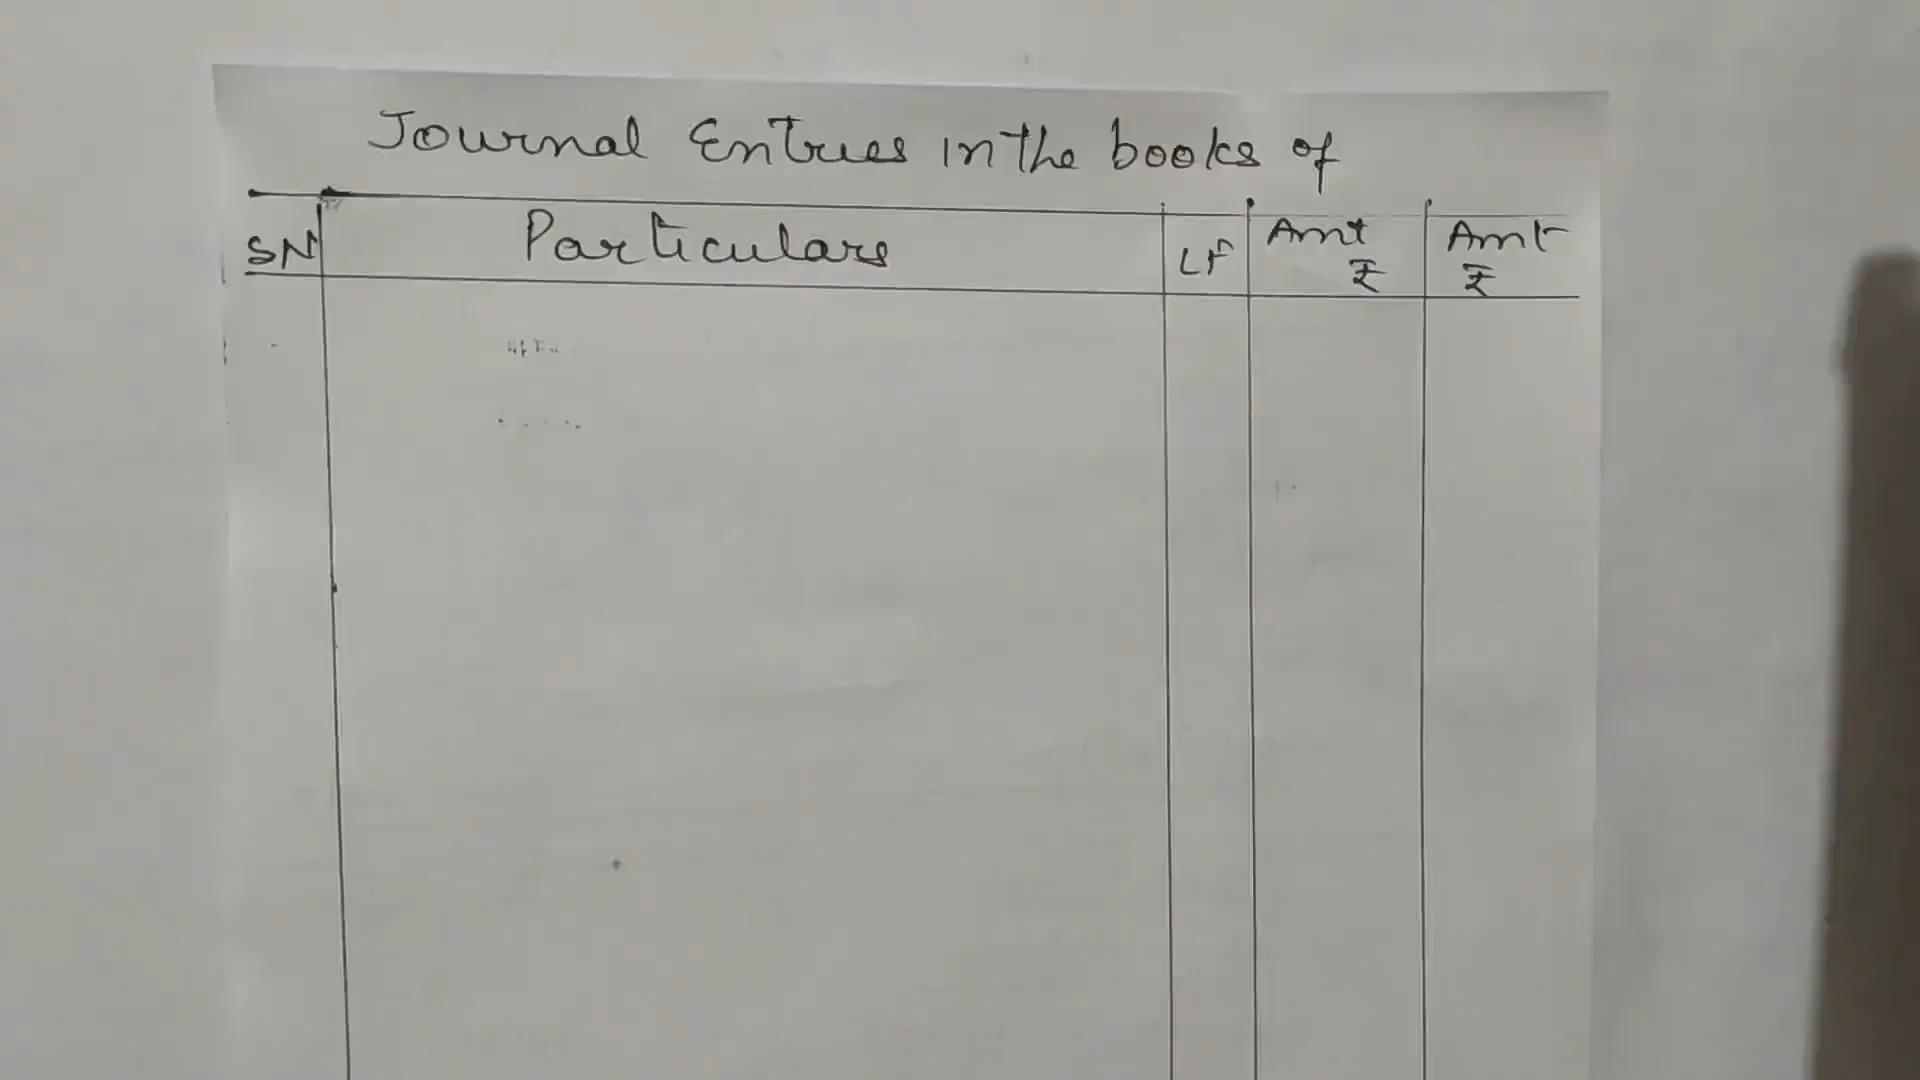 Journal Entries in the books of
SN Particulars LF Amt ₹ Amt ₹